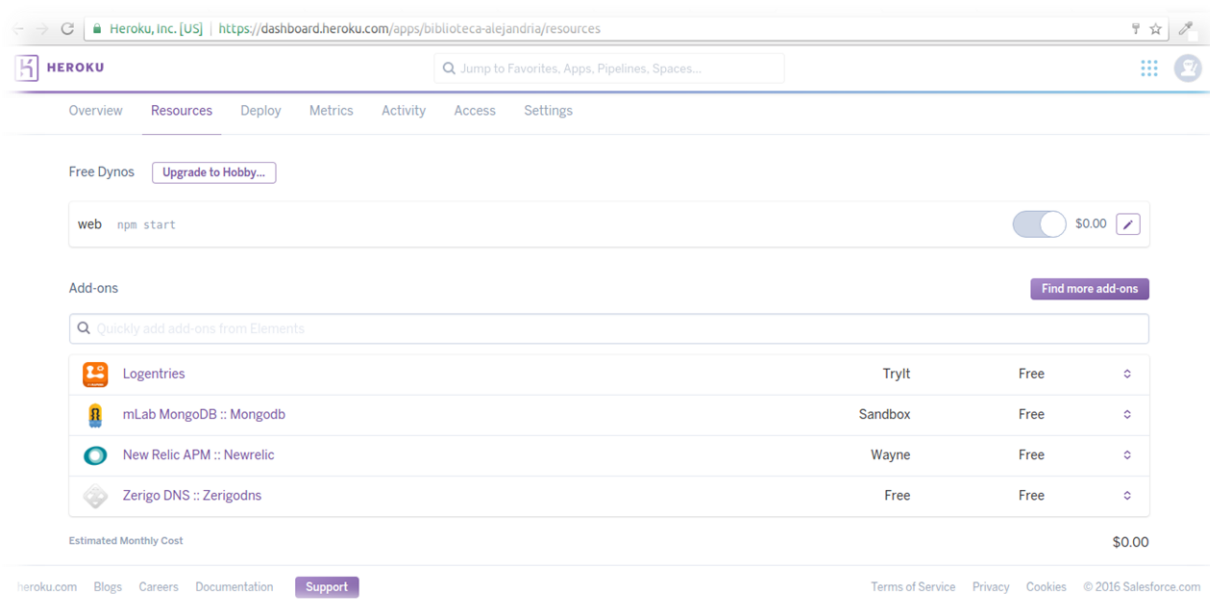 Heroku, Inc. [US] | https://dashboard.heroku.com/apps/biblioteca-alejandria/resources
HEROKU
Jump to Favorites, Apps, Pipelines, Spaces...
Overview Resources Deploy Metrics Activity Access Settings
Free Dynos Upgrade to Hobby...
web npm start $0.00
Add-ons Find more add-ons
Quickly add add-ons from Elements
Logentries TryIt Free
mLab MongoDB :: Mongodb Sandbox Free
New Relic APM :: Newrelic Wayne Free
Zerigo DNS :: Zerigodns Free Free
Estimated Monthly Cost $0.00
heroku.com Blogs Careers Documentation Support Terms of Service Privacy Cookies © 2016 Salesforce.com